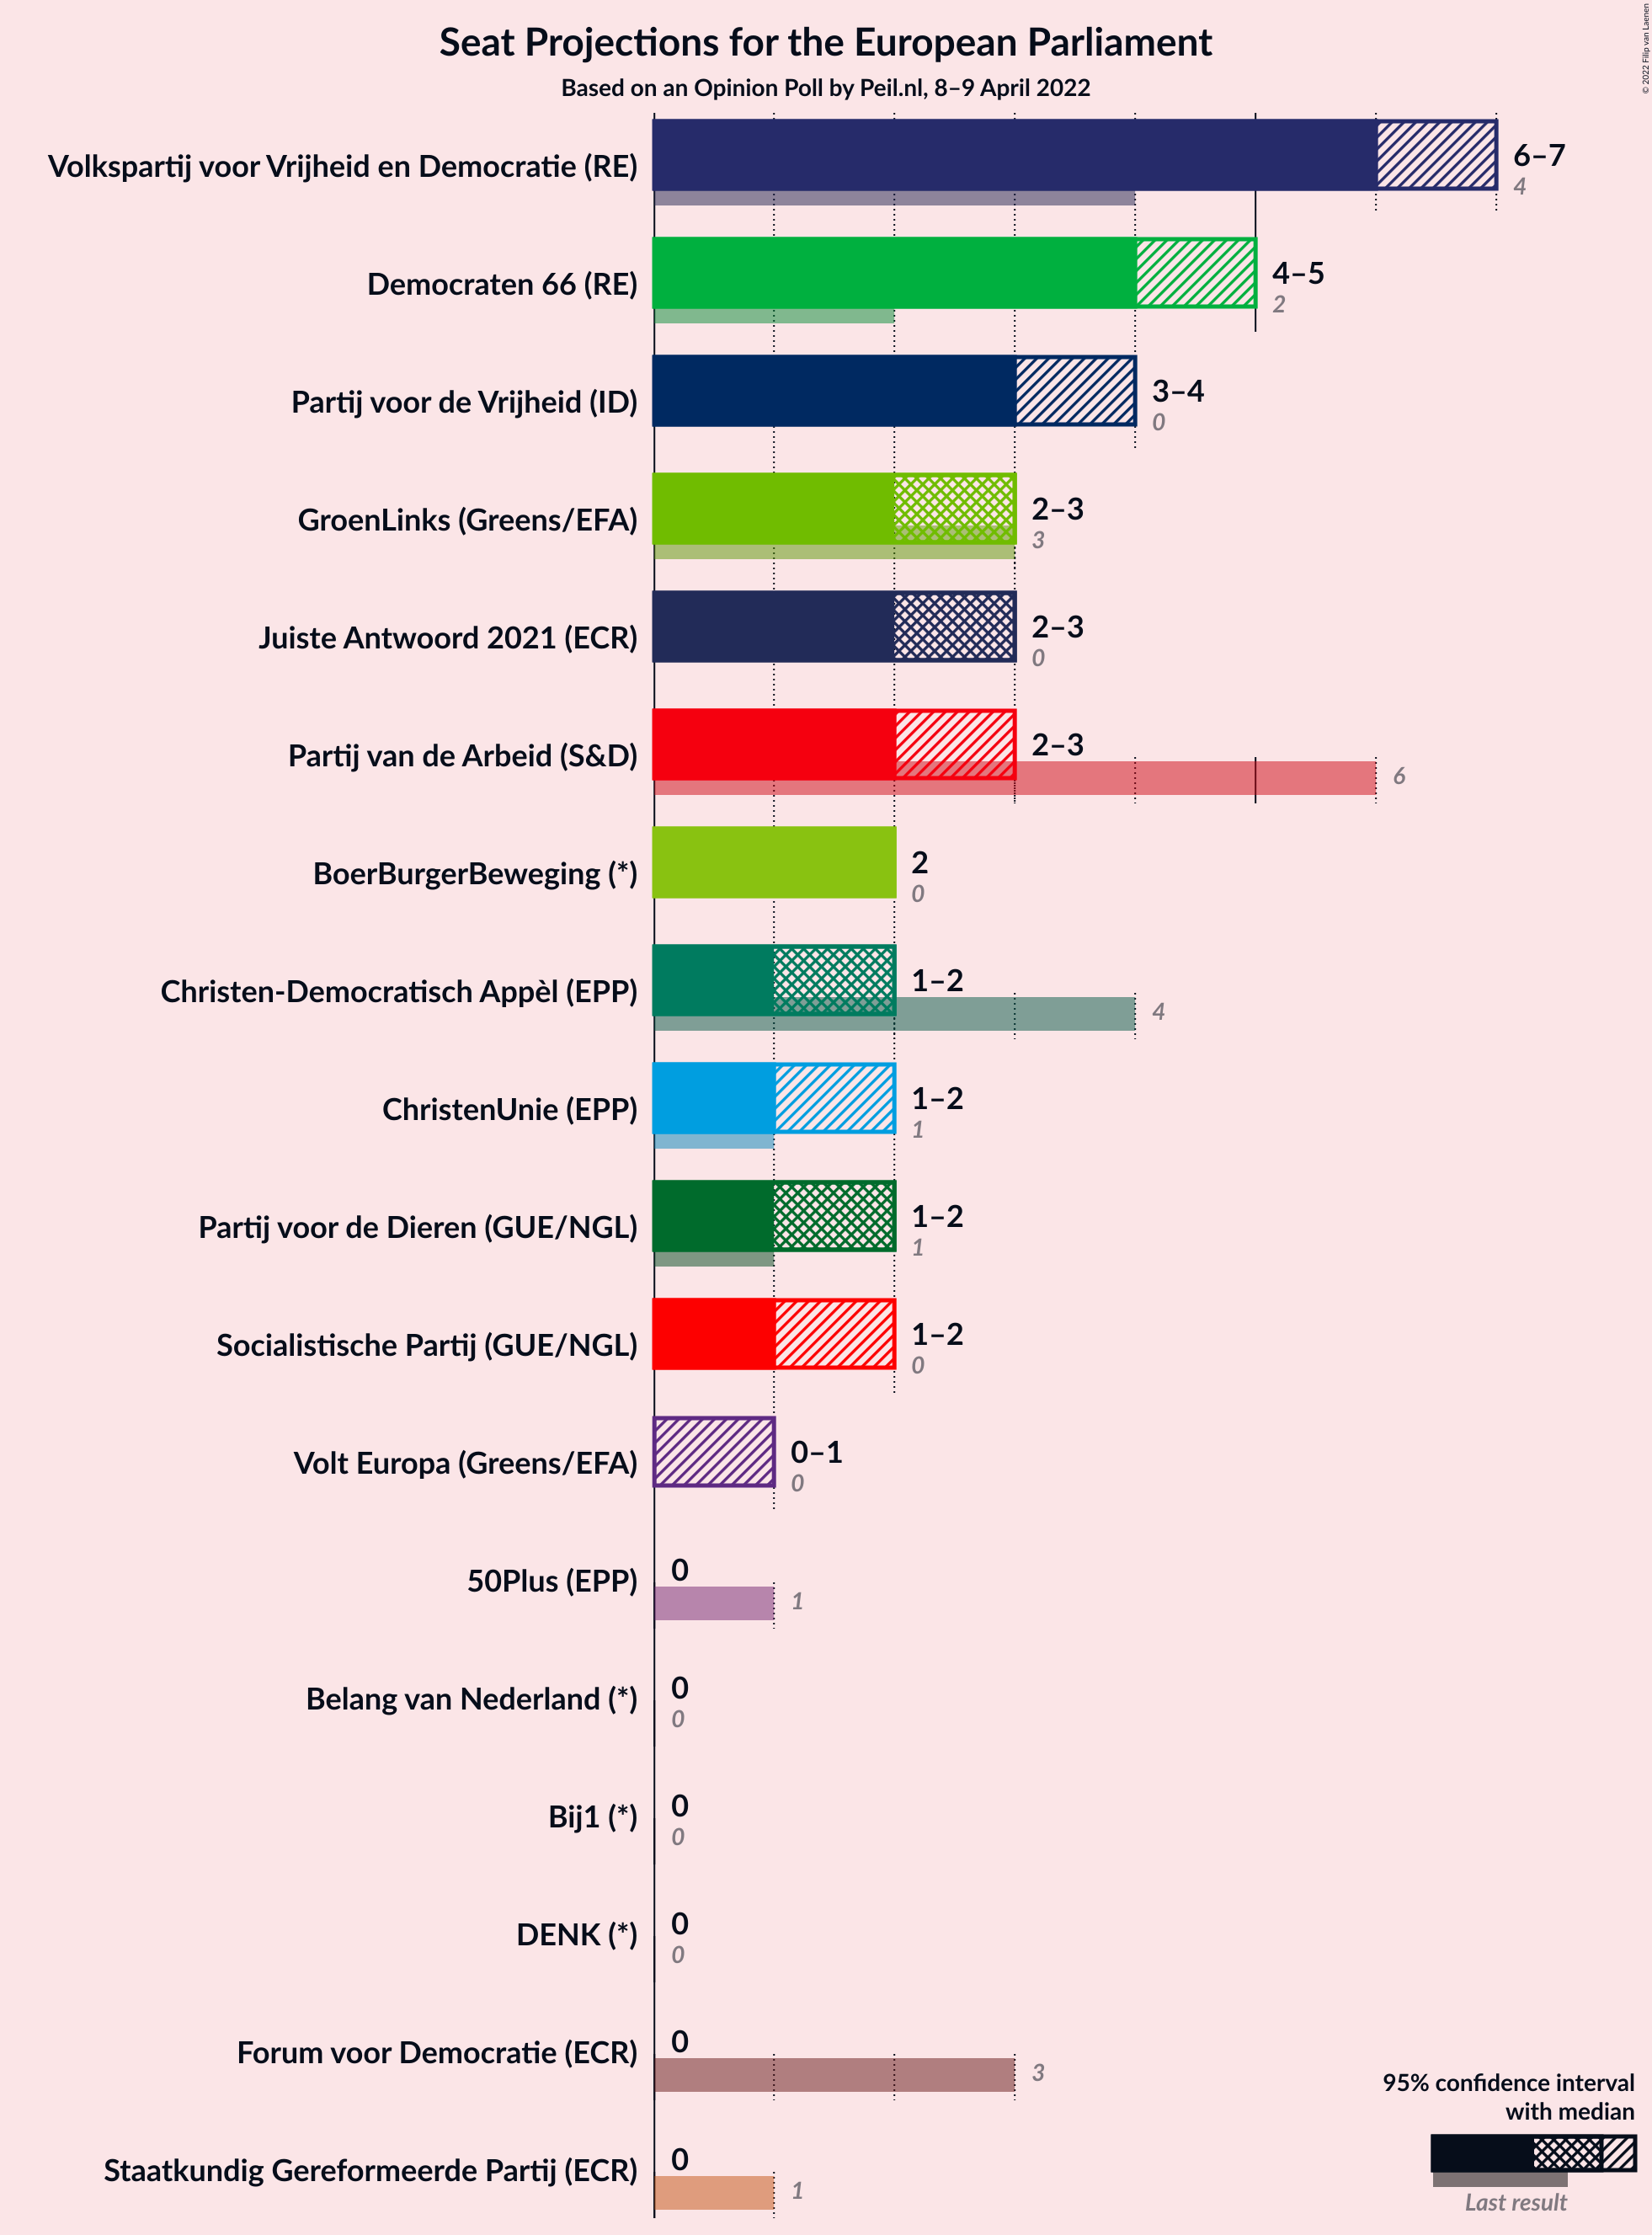 Seat Projections for the European Parliament
Based on an Opinion Poll by Peil.nl, 8–9 April 2022
© 2022 Filip van Laenen
Volkspartij voor Vrijheid en Democratie (RE)
6–7
4
Democraten 66 (RE)
4–5
2
Partij voor de Vrijheid (ID)
3–4
0
GroenLinks (Greens/EFA)
2–3
3
Juiste Antwoord 2021 (ECR)
2–3
0
Partij van de Arbeid (S&D)
2–3
6
BoerBurgerBeweging (*)
2
0
Christen-Democratisch Appèl (EPP)
1–2
4
ChristenUnie (EPP)
1–2
1
Partij voor de Dieren (GUE/NGL)
1–2
1
Socialistische Partij (GUE/NGL)
1–2
0
Volt Europa (Greens/EFA)
0–1
0
50Plus (EPP)
0
1
Belang van Nederland (*)
0
0
Bij1 (*)
0
0
DENK (*)
0
0
Forum voor Democratie (ECR)
0
3
Staatkundig Gereformeerde Partij (ECR)
0
1
95% confidence interval
with median
Last result